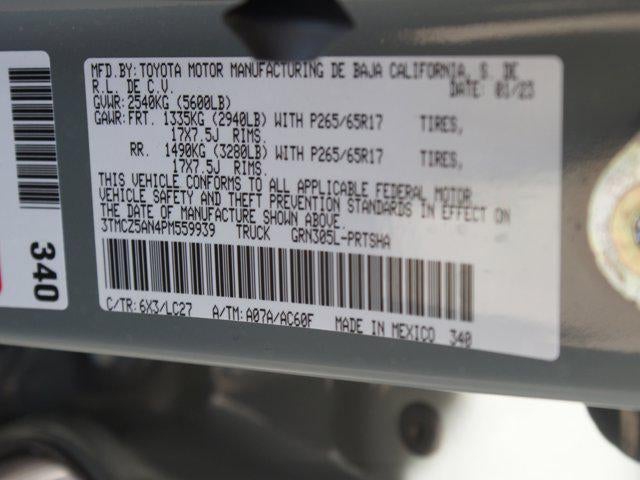 MFD.BY:TOYOTA MOTOR MANUFACTURING DE BAJA CALIFORNIA, S. DE
R.L. DE C.V. DATE: 01/23
GVWR:2540KG (5600LB)
GAWR:FRT. 1335KG (2940LB) WITH P265/65R17 TIRES,
17X7.5J RIMS.
RR. 1490KG (3280LB) WITH P265/65R17 TIRES,
17X7.5J RIMS.
THIS VEHICLE CONFORMS TO ALL APPLICABLE FEDERAL MOTOR
VEHICLE SAFETY AND THEFT PREVENTION STANDARDS IN EFFECT ON
THE DATE OF MANUFACTURE SHOWN ABOVE.
3TMCZ5AN4PM559939 TRUCK GRN305L-PRTSHA
C/TR: 6X3/LC27 A/TM: A07A/AC60F MADE IN MEXICO 340
340